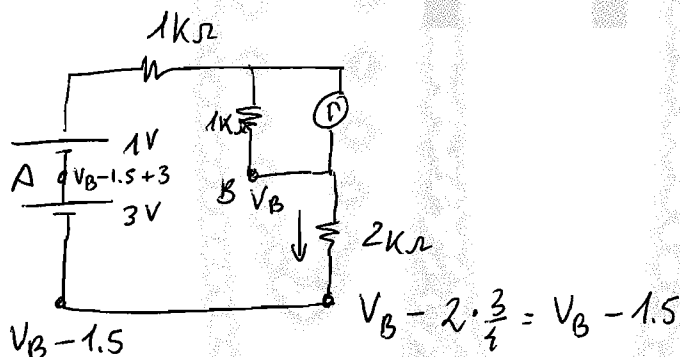 1KΩ
1KΩ
Γ
1V
A
V_B-1.5+3
B V_B
3V
2KΩ
V_B - 2·3/4 = V_B - 1.5
V_B - 1.5